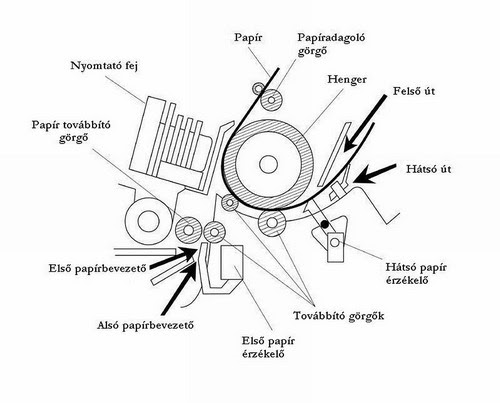 Papír
Papíradagoló
görgő
Nyomtató fej
Henger
Felső út
Papír továbbító
görgő
Hátsó út
Első papírbevezető
Hátsó papír
érzékelő
Alsó papírbevezető
Továbbító görgők
Első papír
érzékelő